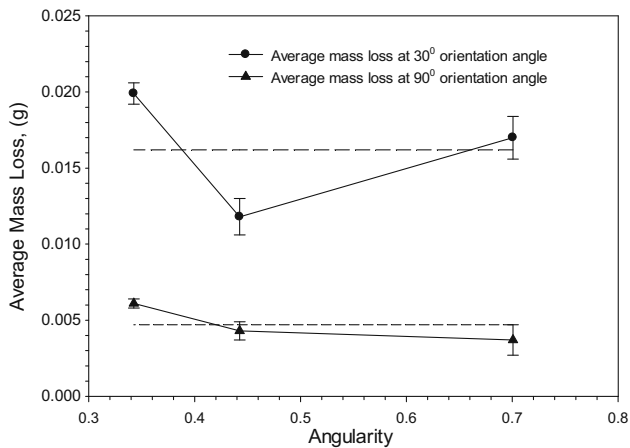 0.025
0.020
0.015
0.010
0.005
0.000
Average Mass Loss, (g)
Average mass loss at 30⁰ orientation angle
Average mass loss at 90⁰ orientation angle
0.3 0.4 0.5 0.6 0.7 0.8
Angularity